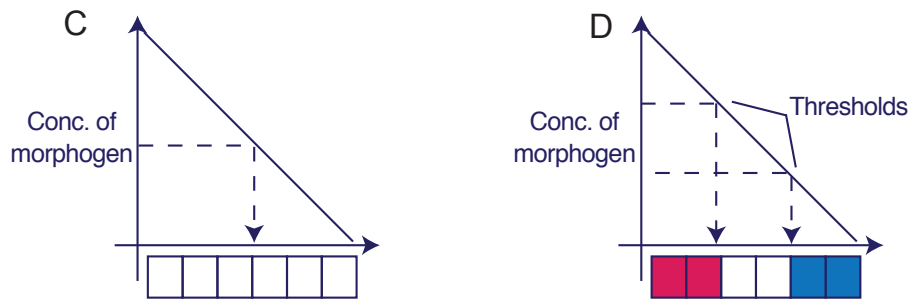 C
Conc. of
morphogen
D
Conc. of
morphogen
Thresholds